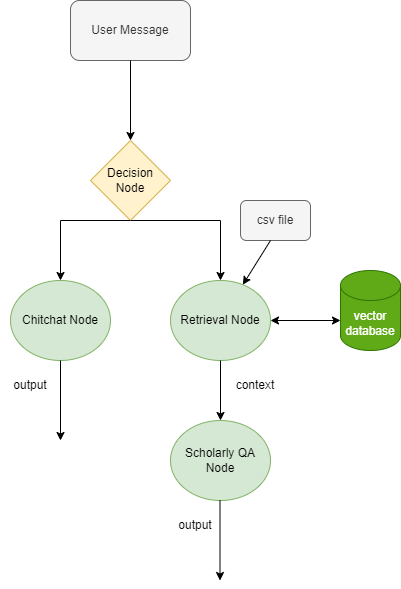 User Message
Decision
Node
csv file
Chitchat Node
Retrieval Node
vector
database
output
context
Scholarly QA
Node
output